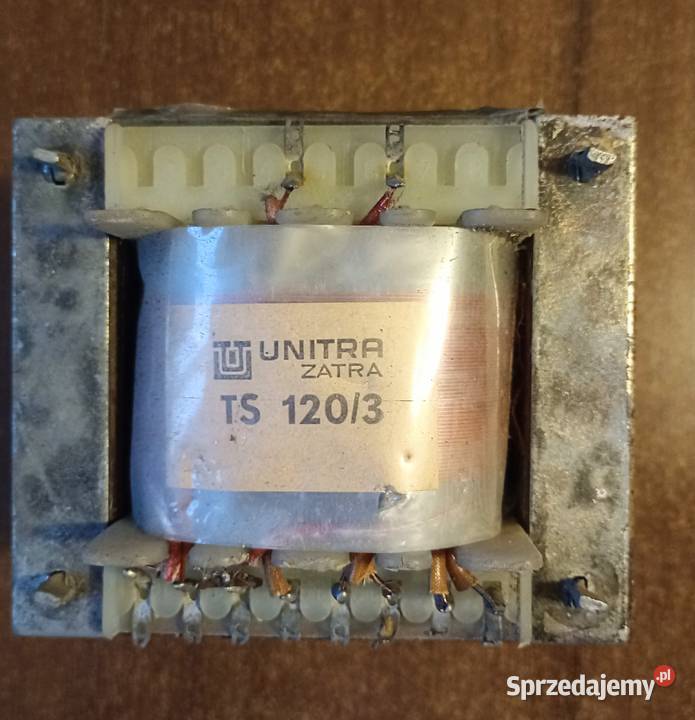 UNITRA
ZATRA
TS 120/3
Sprzedajemy.pl